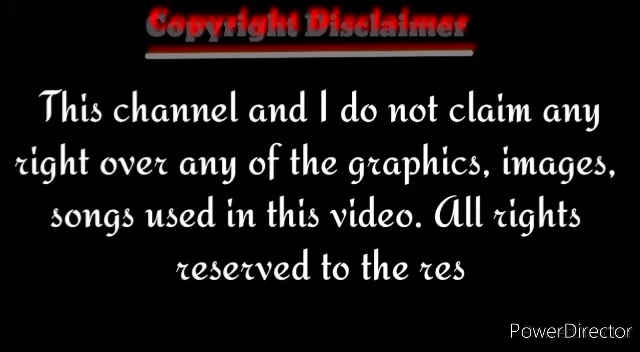 Copyright Disclaimer
This channel and I do not claim any
right over any of the graphics, images,
songs used in this video. All rights
reserved to the res
PowerDirector